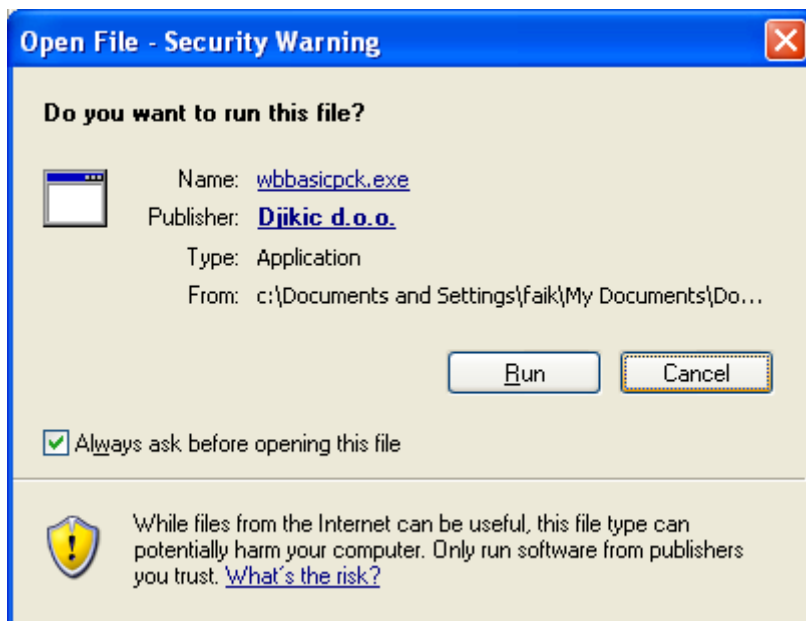 Open File - Security Warning
Do you want to run this file?
Name: wbbasicpck.exe
Publisher: Djikic d.o.o.
Type: Application
From: c:\Documents and Settings\faik\My Documents\Do...
Run Cancel
Always ask before opening this file
While files from the Internet can be useful, this file type can
potentially harm your computer. Only run software from publishers
you trust. What's the risk?